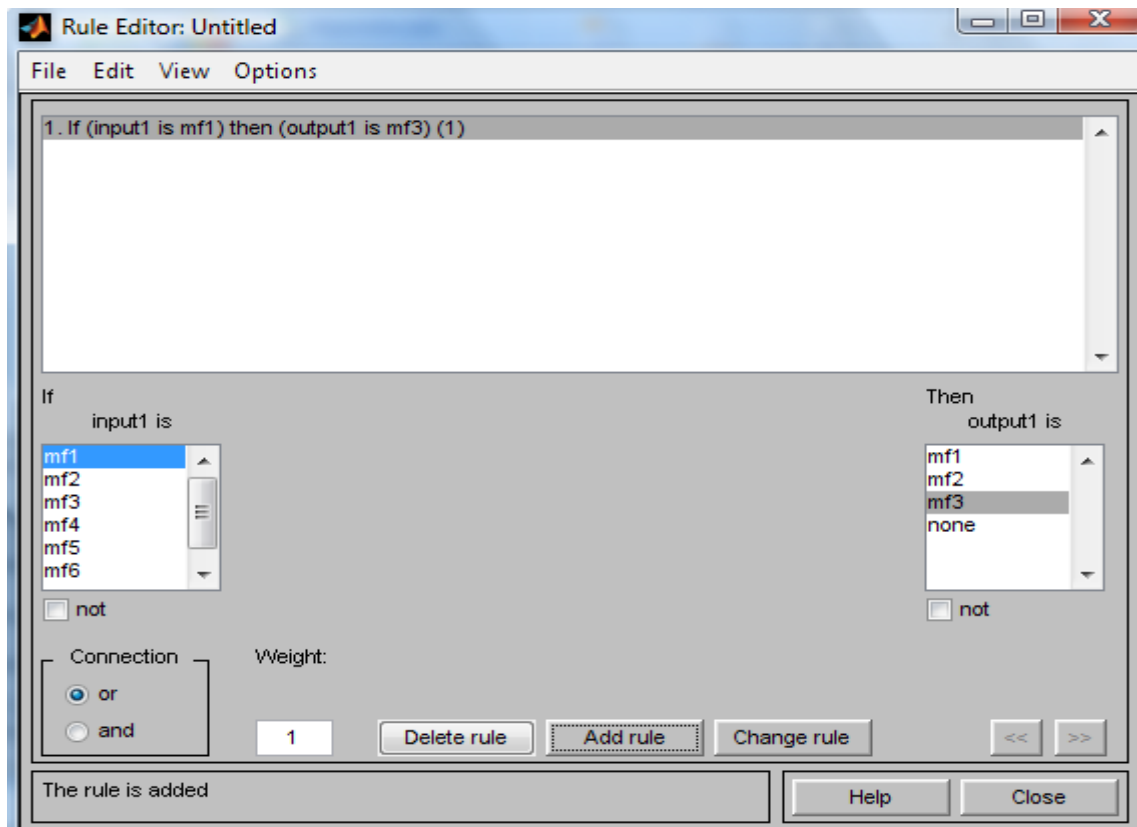 Rule Editor: Untitled
File Edit View Options
1. If (input1 is mf1) then (output1 is mf3) (1)
If
input1 is
mf1
mf2
mf3
mf4
mf5
mf6
not
Then
output1 is
mf1
mf2
mf3
none
not
Connection
or
and
Weight:
1
Delete rule
Add rule
Change rule
<<
>>
The rule is added
Help
Close